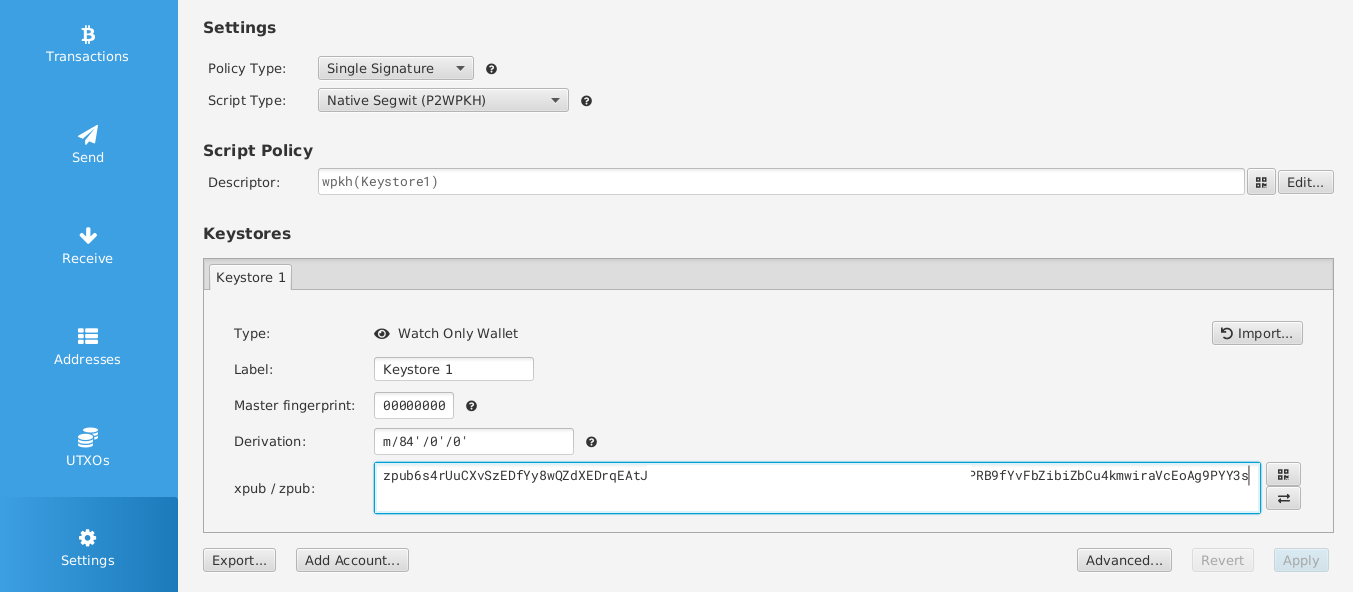 Transactions
Send
Receive
Addresses
UTXOs
Settings
Settings
Policy Type: Single Signature
Script Type: Native Segwit (P2WPKH)
Script Policy
Descriptor: wpkh(Keystore1) Edit...
Keystores
Keystore 1
Type: Watch Only Wallet Import...
Label: Keystore 1
Master fingerprint: 00000000
Derivation: m/84'/0'/0'
xpub / zpub: zpub6s4rUuCXvSzEDfYy8wQZdXEDrqEAtJ PRB9fYvFbZibiZbCu4kmwiraVcEoAg9PYY3s
Export... Add Account... Advanced... Revert Apply